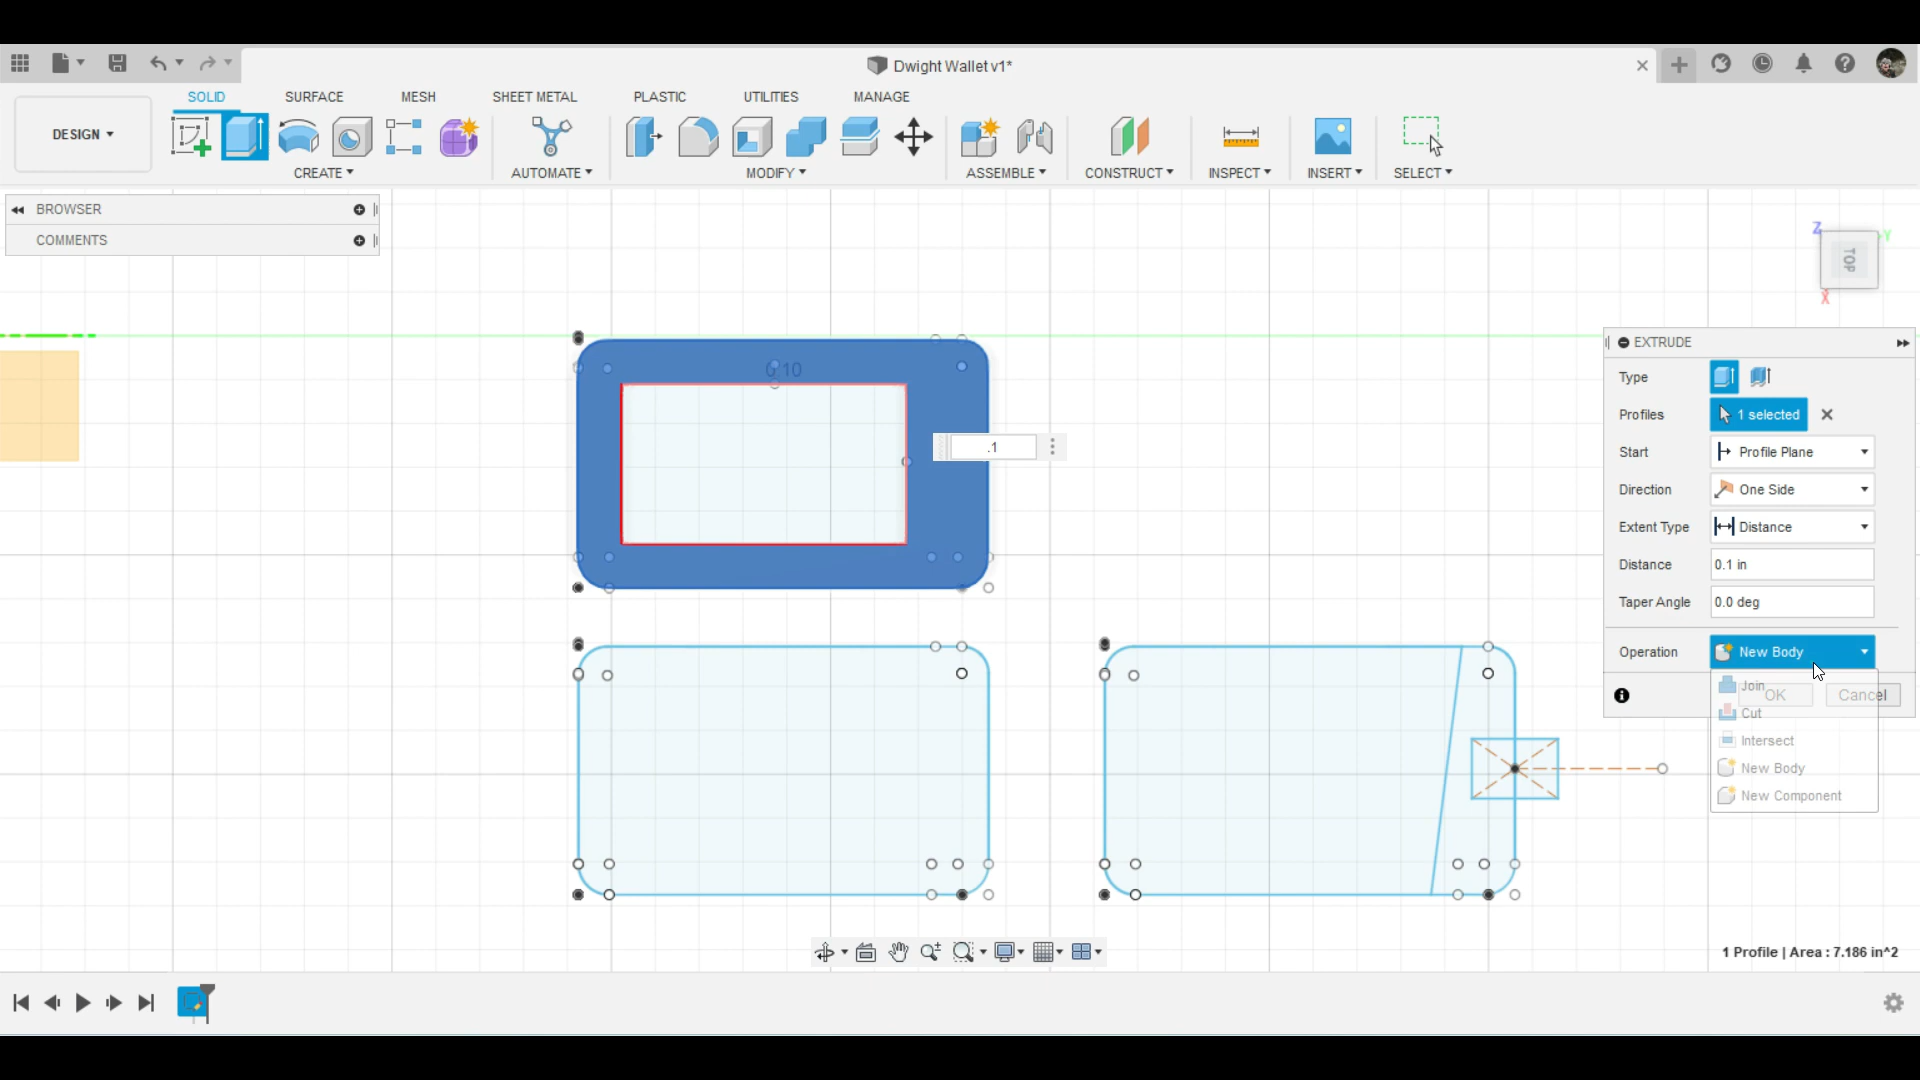 Dwight Wallet v1*
DESIGN
SOLID
SURFACE
MESH
SHEET METAL
PLASTIC
UTILITIES
MANAGE
CREATE
AUTOMATE
MODIFY
ASSEMBLE
CONSTRUCT
INSPECT
INSERT
SELECT
BROWSER
COMMENTS
Z
Y
TOP
X
0.10
.1
EXTRUDE
Type
Profiles
1 selected
Start
Profile Plane
Direction
One Side
Extent Type
Distance
Distance
0.1 in
Taper Angle
0.0 deg
Operation
New Body
Join
OK
Cancel
Cut
Intersect
New Body
New Component
1 Profile | Area : 7.186 in^2